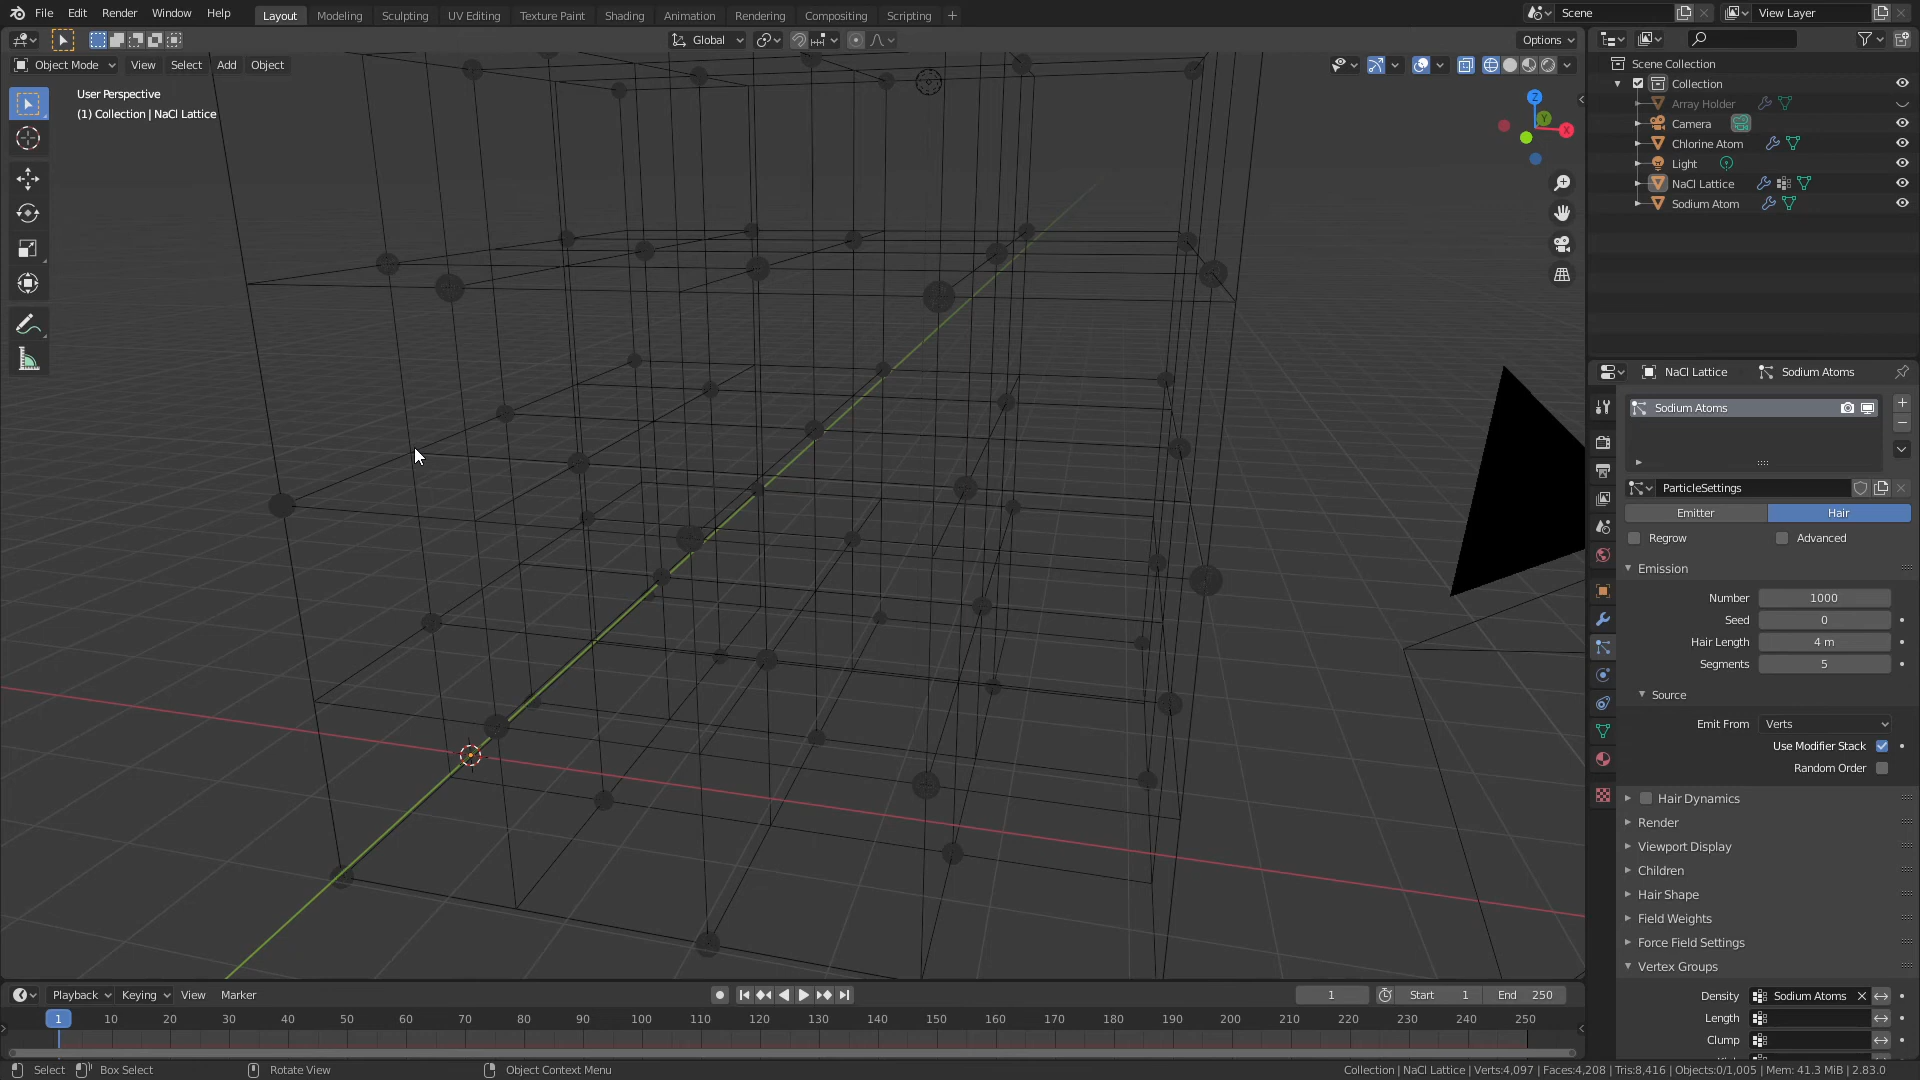 File Edit Render Window Help
Layout Modeling Sculpting UV Editing Texture Paint Shading Animation Rendering Compositing Scripting +
Scene
View Layer
Global
Options
Object Mode View Select Add Object
User Perspective
(1) Collection | NaCl Lattice
Z
Y
X
Scene Collection
Collection
Array Holder
Camera
Chlorine Atom
Light
NaCl Lattice
Sodium Atom
NaCl Lattice Sodium Atoms
Sodium Atoms
ParticleSettings
Emitter Hair
Regrow Advanced
Emission
Number 1000
Seed 0
Hair Length 4 m
Segments 5
Source
Emit From Verts
Use Modifier Stack
Random Order
Hair Dynamics
Render
Viewport Display
Children
Hair Shape
Field Weights
Force Field Settings
Vertex Groups
Density Sodium Atoms
Length
Clump
Playback Keying View Marker
1 Start 1 End 250
1 10 20 30 40 50 60 70 80 90 100 110 120 130 140 150 160 170 180 190 200 210 220 230 240 250
Select Box Select Rotate View Object Context Menu
Collection | NaCl Lattice | Verts:4,097 | Faces:4,208 | Tris:8,416 | Objects:0/1,005 | Mem: 41.3 MiB | 2.83.0